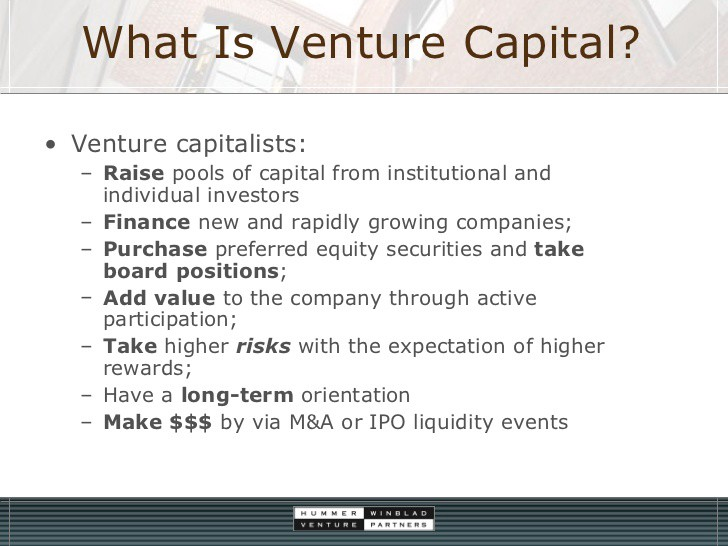 What Is Venture Capital?
• Venture capitalists:
– Raise pools of capital from institutional and
individual investors
– Finance new and rapidly growing companies;
– Purchase preferred equity securities and take
board positions;
– Add value to the company through active
participation;
– Take higher risks with the expectation of higher
rewards;
– Have a long-term orientation
– Make $$$ by via M&A or IPO liquidity events
HUMMER WINBLAD
VENTURE PARTNERS